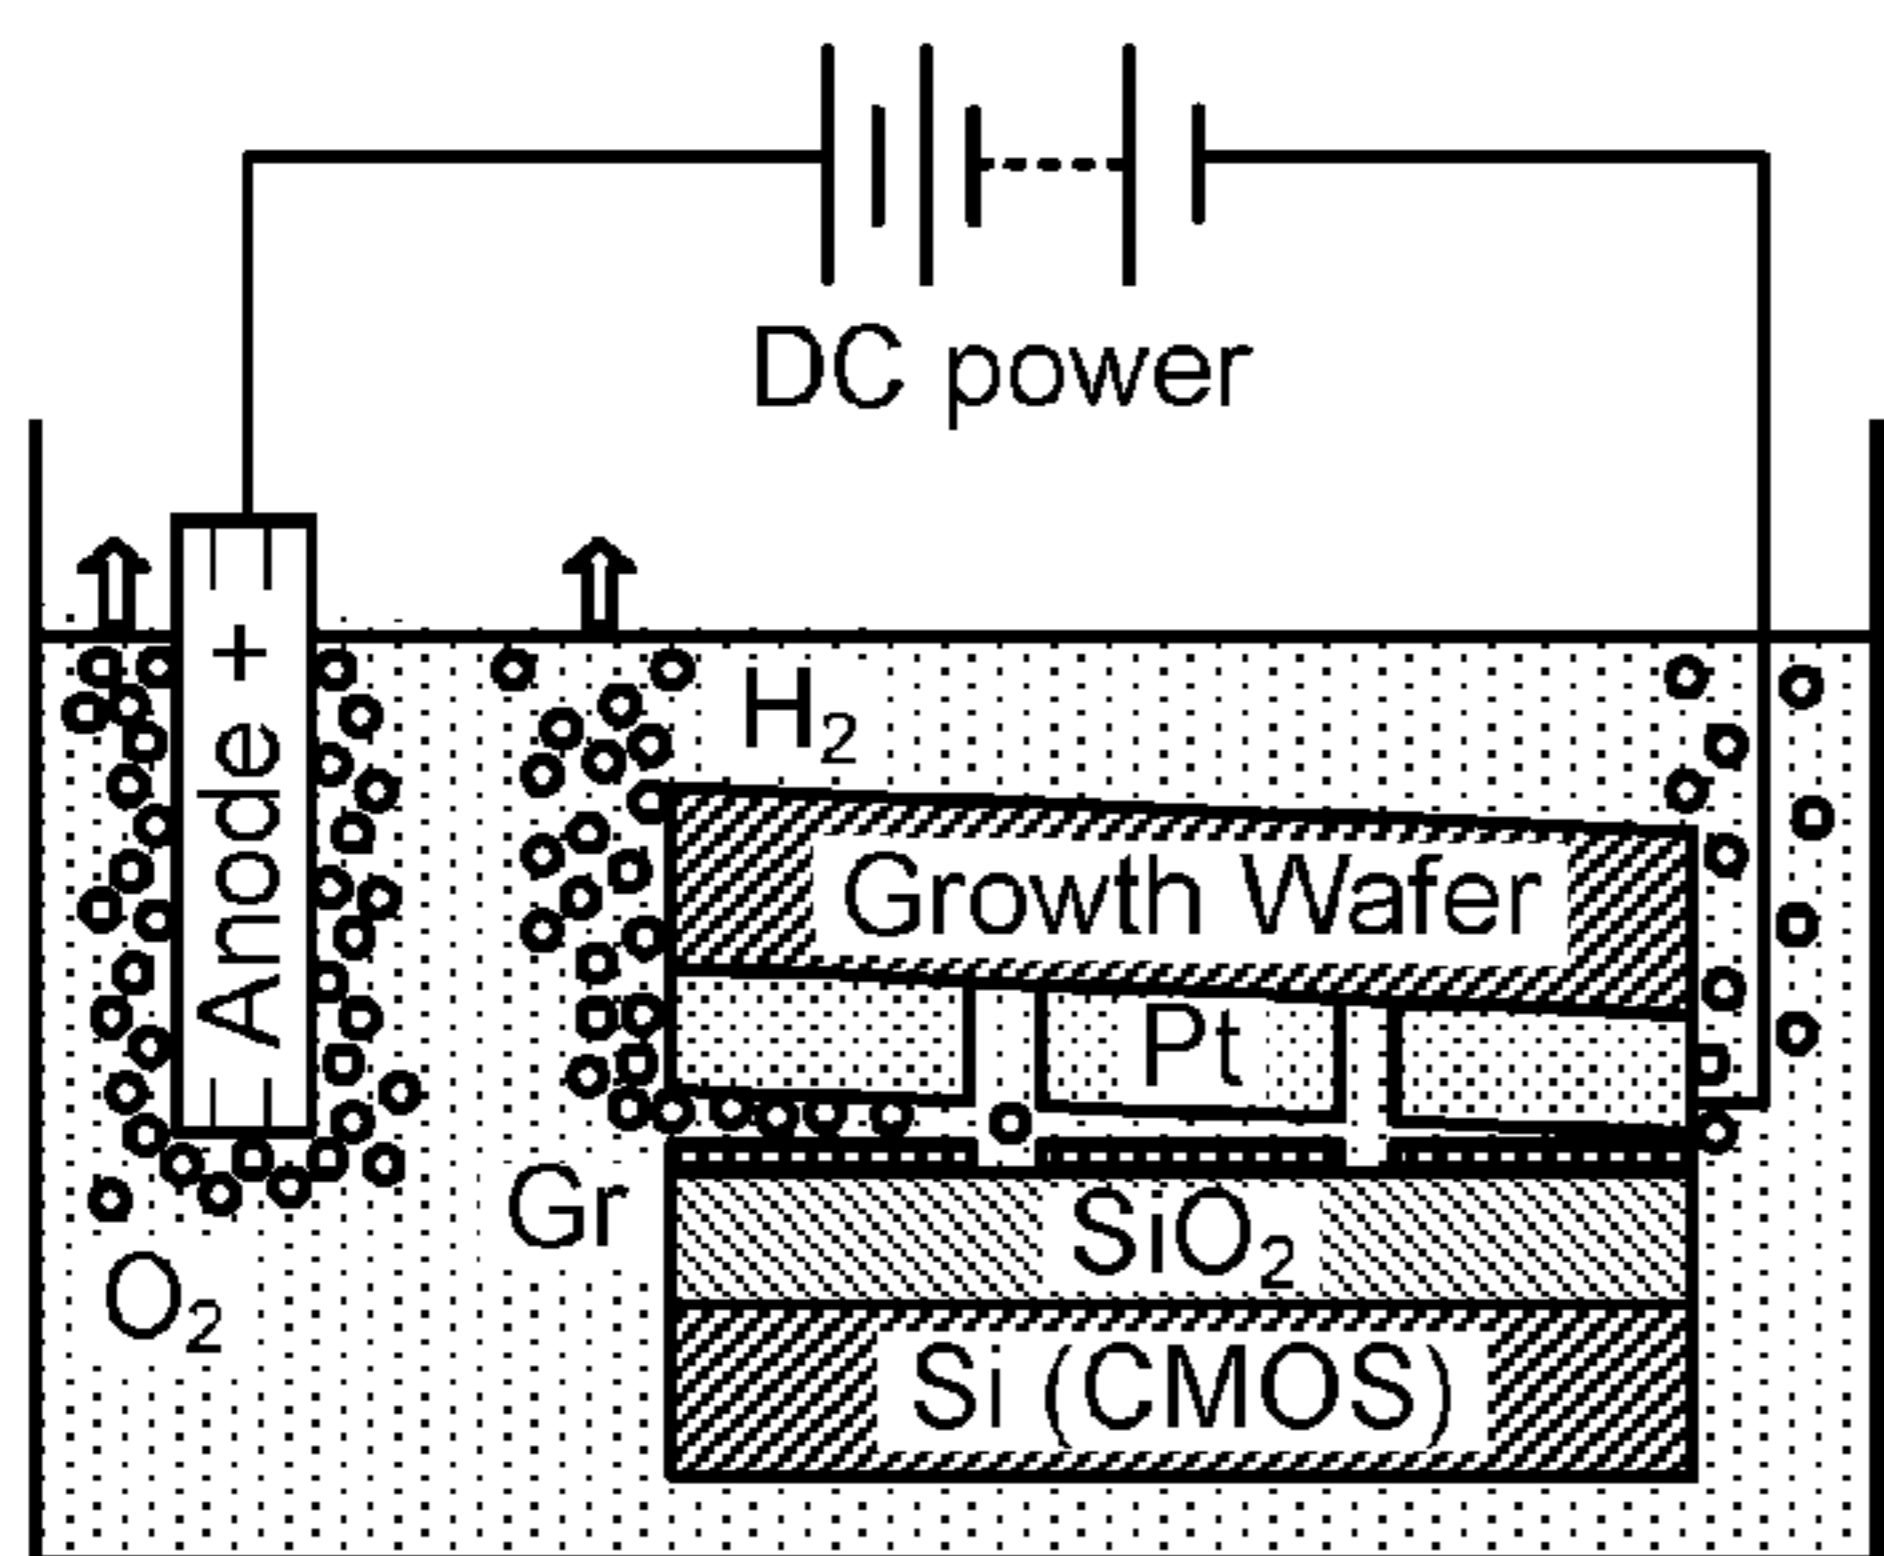 DC power
Anode +
H₂
Growth Wafer
Pt
Gr
SiO₂
O₂
Si (CMOS)